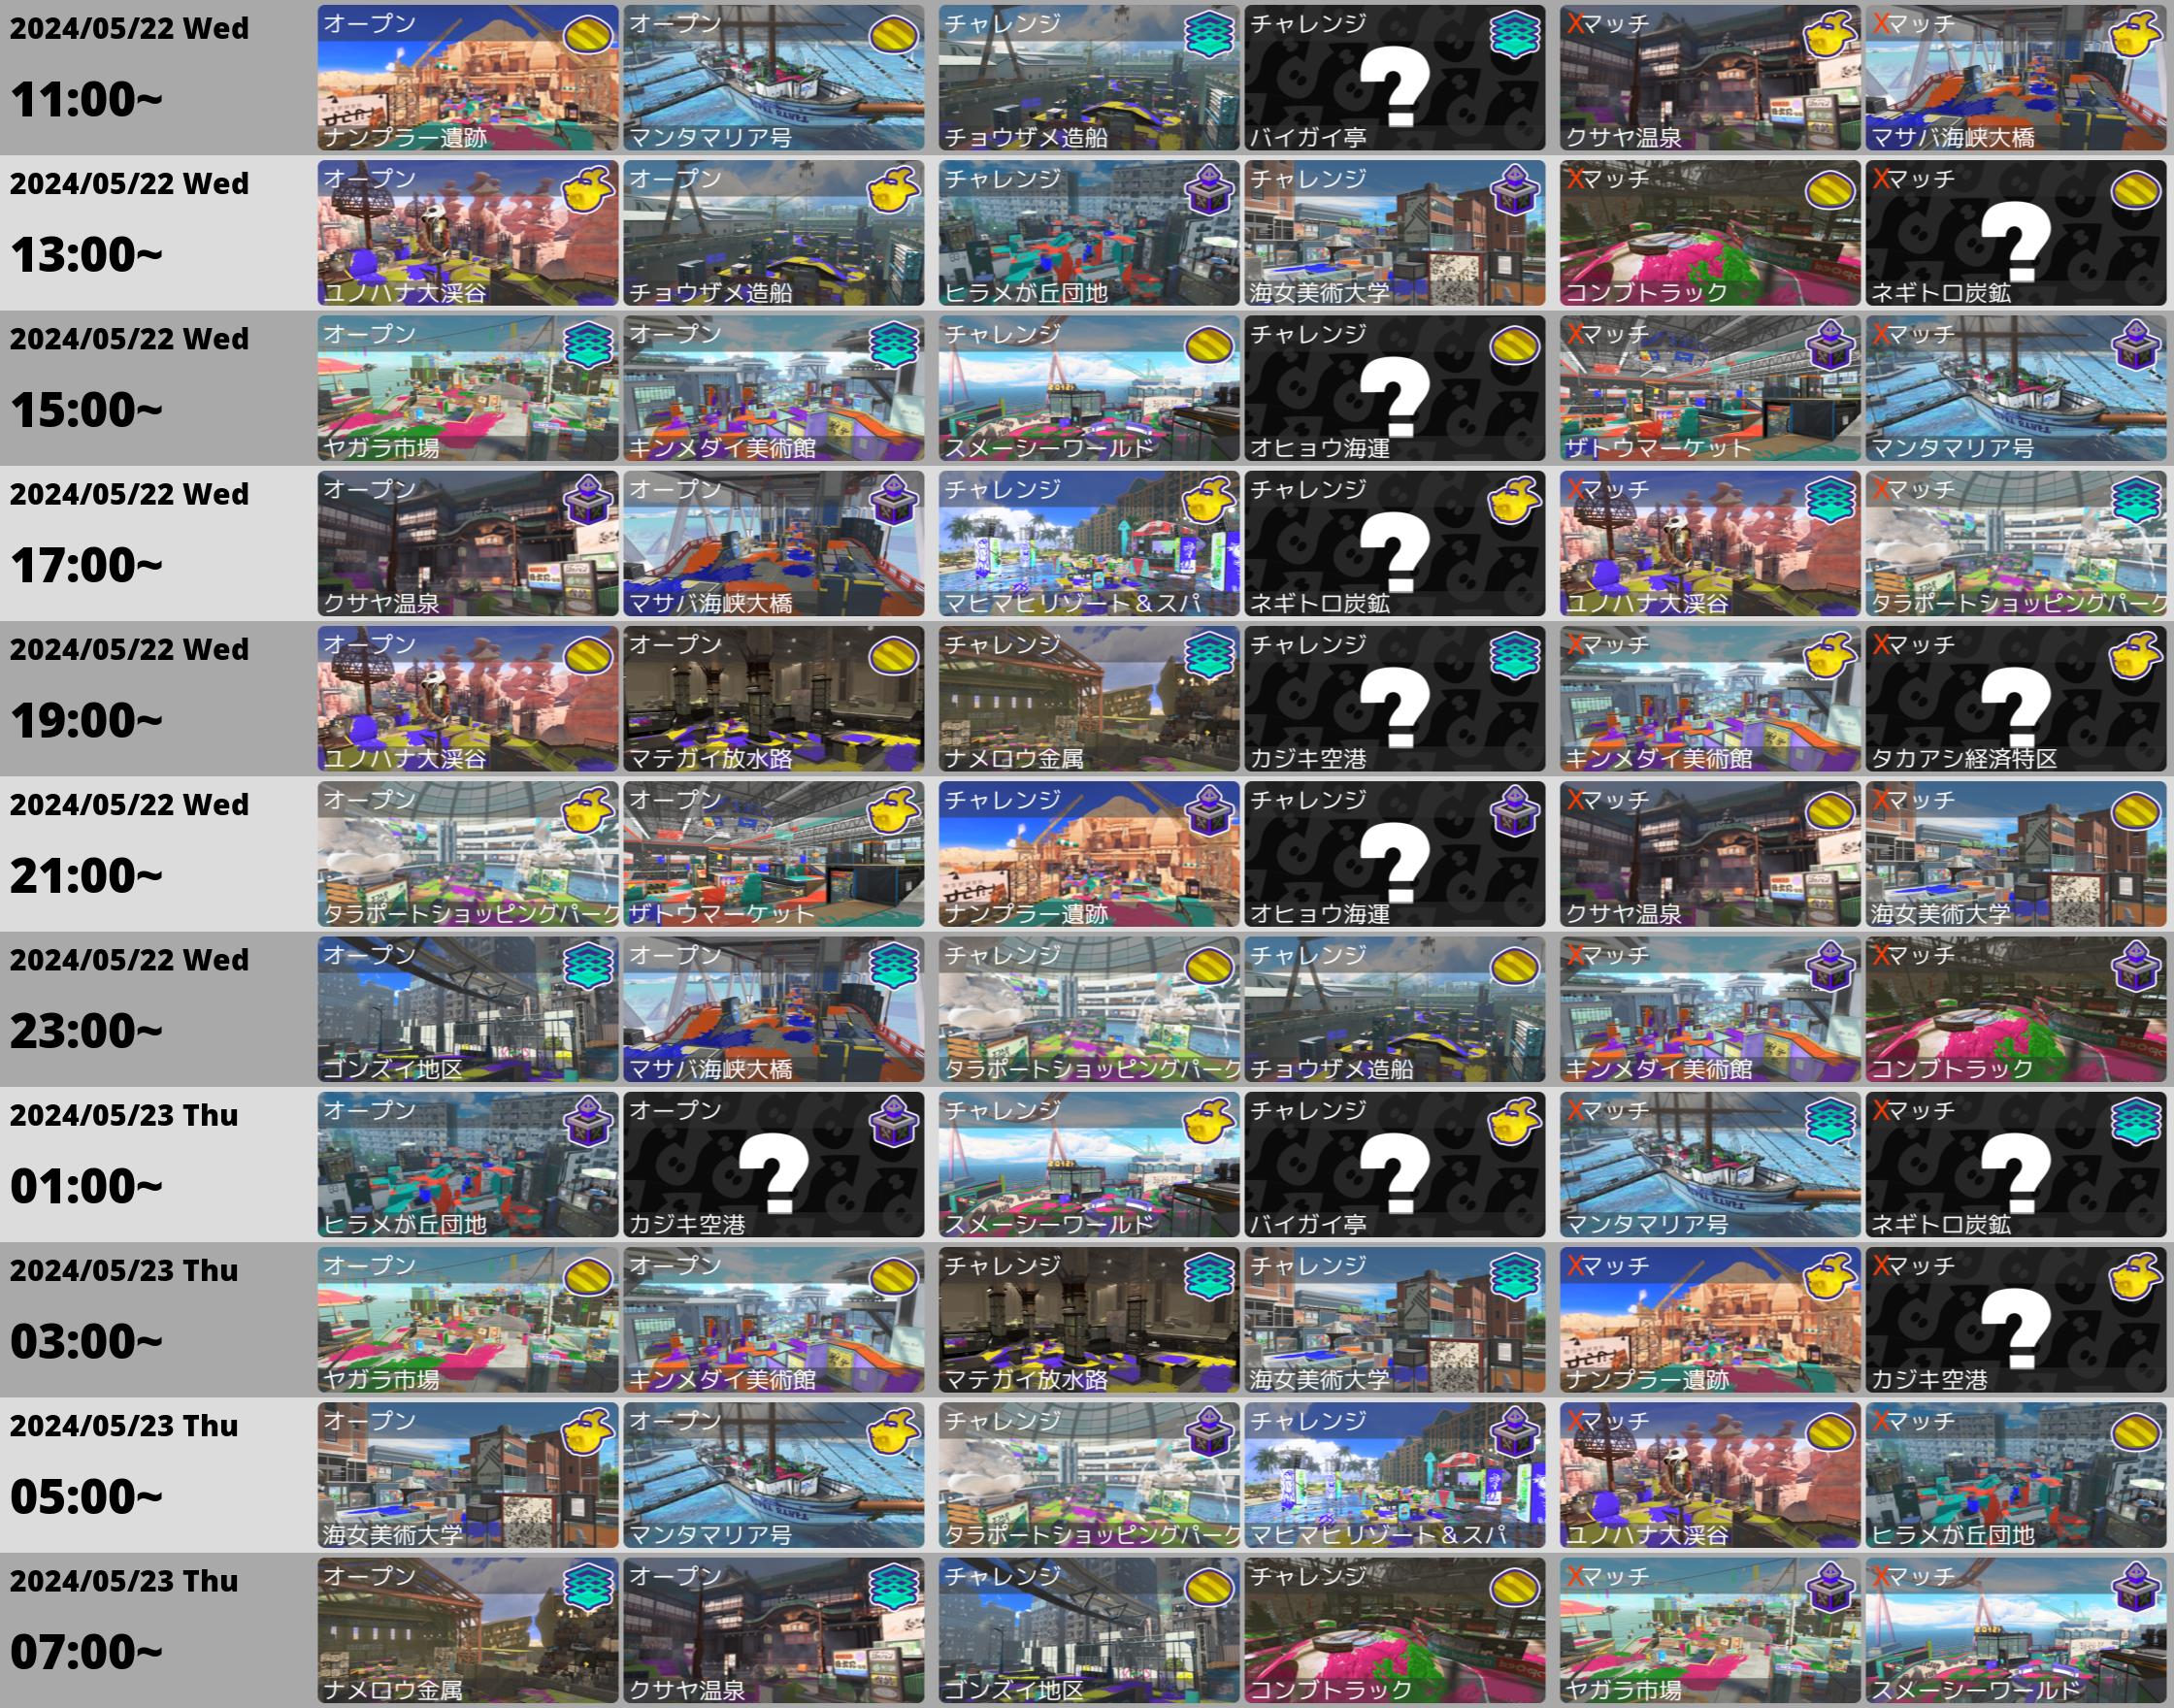 2024/05/22 Wed
11:00~
オープン
ナンプラー遺跡
オープン
マンタマリア号
チャレンジ
チョウザメ造船
チャレンジ
?
バイガイ亭
Xマッチ
クサヤ温泉
Xマッチ
マサバ海峡大橋
2024/05/22 Wed
13:00~
オープン
ユノハナ大渓谷
オープン
チョウザメ造船
チャレンジ
ヒラメが丘団地
チャレンジ
海女美術大学
Xマッチ
コンブトラック
Xマッチ
?
ネギトロ炭鉱
2024/05/22 Wed
15:00~
オープン
ヤガラ市場
オープン
キンメダイ美術館
チャレンジ
スメーシーワールド
チャレンジ
?
オヒョウ海運
Xマッチ
ザトウマーケット
Xマッチ
マンタマリア号
2024/05/22 Wed
17:00~
オープン
クサヤ温泉
オープン
マサバ海峡大橋
チャレンジ
マヒマヒリゾート&スパ
チャレンジ
?
ネギトロ炭鉱
Xマッチ
ユノハナ大渓谷
Xマッチ
タラポートショッピングパーク
2024/05/22 Wed
19:00~
オープン
ユノハナ大渓谷
オープン
マテガイ放水路
チャレンジ
ナメロウ金属
チャレンジ
?
カジキ空港
Xマッチ
キンメダイ美術館
Xマッチ
?
タカアシ経済特区
2024/05/22 Wed
21:00~
オープン
タラポートショッピングパーク
オープン
ザトウマーケット
チャレンジ
ナンプラー遺跡
チャレンジ
?
オヒョウ海運
Xマッチ
クサヤ温泉
Xマッチ
海女美術大学
2024/05/22 Wed
23:00~
オープン
ゴンズイ地区
オープン
マサバ海峡大橋
チャレンジ
タラポートショッピングパーク
チャレンジ
チョウザメ造船
Xマッチ
キンメダイ美術館
Xマッチ
コンブトラック
2024/05/23 Thu
01:00~
オープン
ヒラメが丘団地
オープン
?
カジキ空港
チャレンジ
スメーシーワールド
チャレンジ
?
バイガイ亭
Xマッチ
マンタマリア号
Xマッチ
?
ネギトロ炭鉱
2024/05/23 Thu
03:00~
オープン
ヤガラ市場
オープン
キンメダイ美術館
チャレンジ
マテガイ放水路
チャレンジ
海女美術大学
Xマッチ
ナンプラー遺跡
Xマッチ
?
カジキ空港
2024/05/23 Thu
05:00~
オープン
海女美術大学
オープン
マンタマリア号
チャレンジ
タラポートショッピングパーク
チャレンジ
マヒマヒリゾート&スパ
Xマッチ
ユノハナ大渓谷
Xマッチ
ヒラメが丘団地
2024/05/23 Thu
07:00~
オープン
ナメロウ金属
オープン
クサヤ温泉
チャレンジ
ゴンズイ地区
チャレンジ
コンブトラック
Xマッチ
ヤガラ市場
Xマッチ
スメーシーワールド